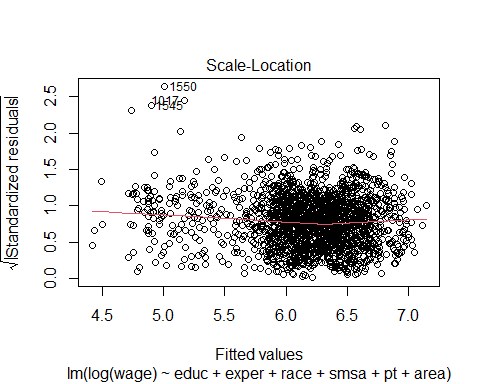 Scale-Location
√|Standardized residuals|
0.0 0.5 1.0 1.5 2.0 2.5
1550
1017
1545
4.5 5.0 5.5 6.0 6.5 7.0
Fitted values
lm(log(wage) ~ educ + exper + race + smsa + pt + area)